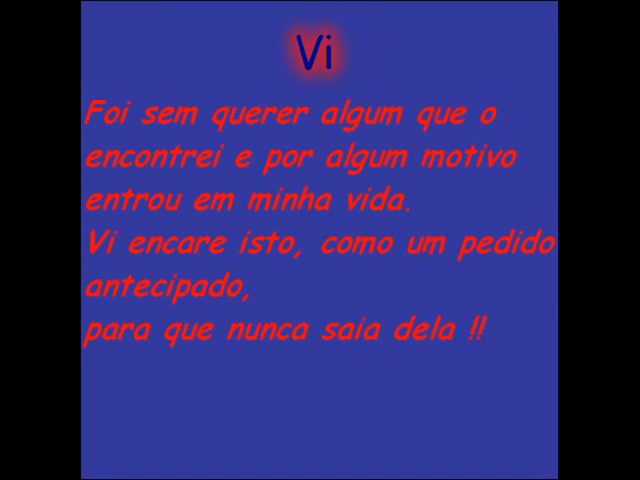 Vi
Foi sem querer algum que o
encontrei e por algum motivo
entrou em minha vida.
Vi encare isto, como um pedido
antecipado,
para que nunca saia dela !!